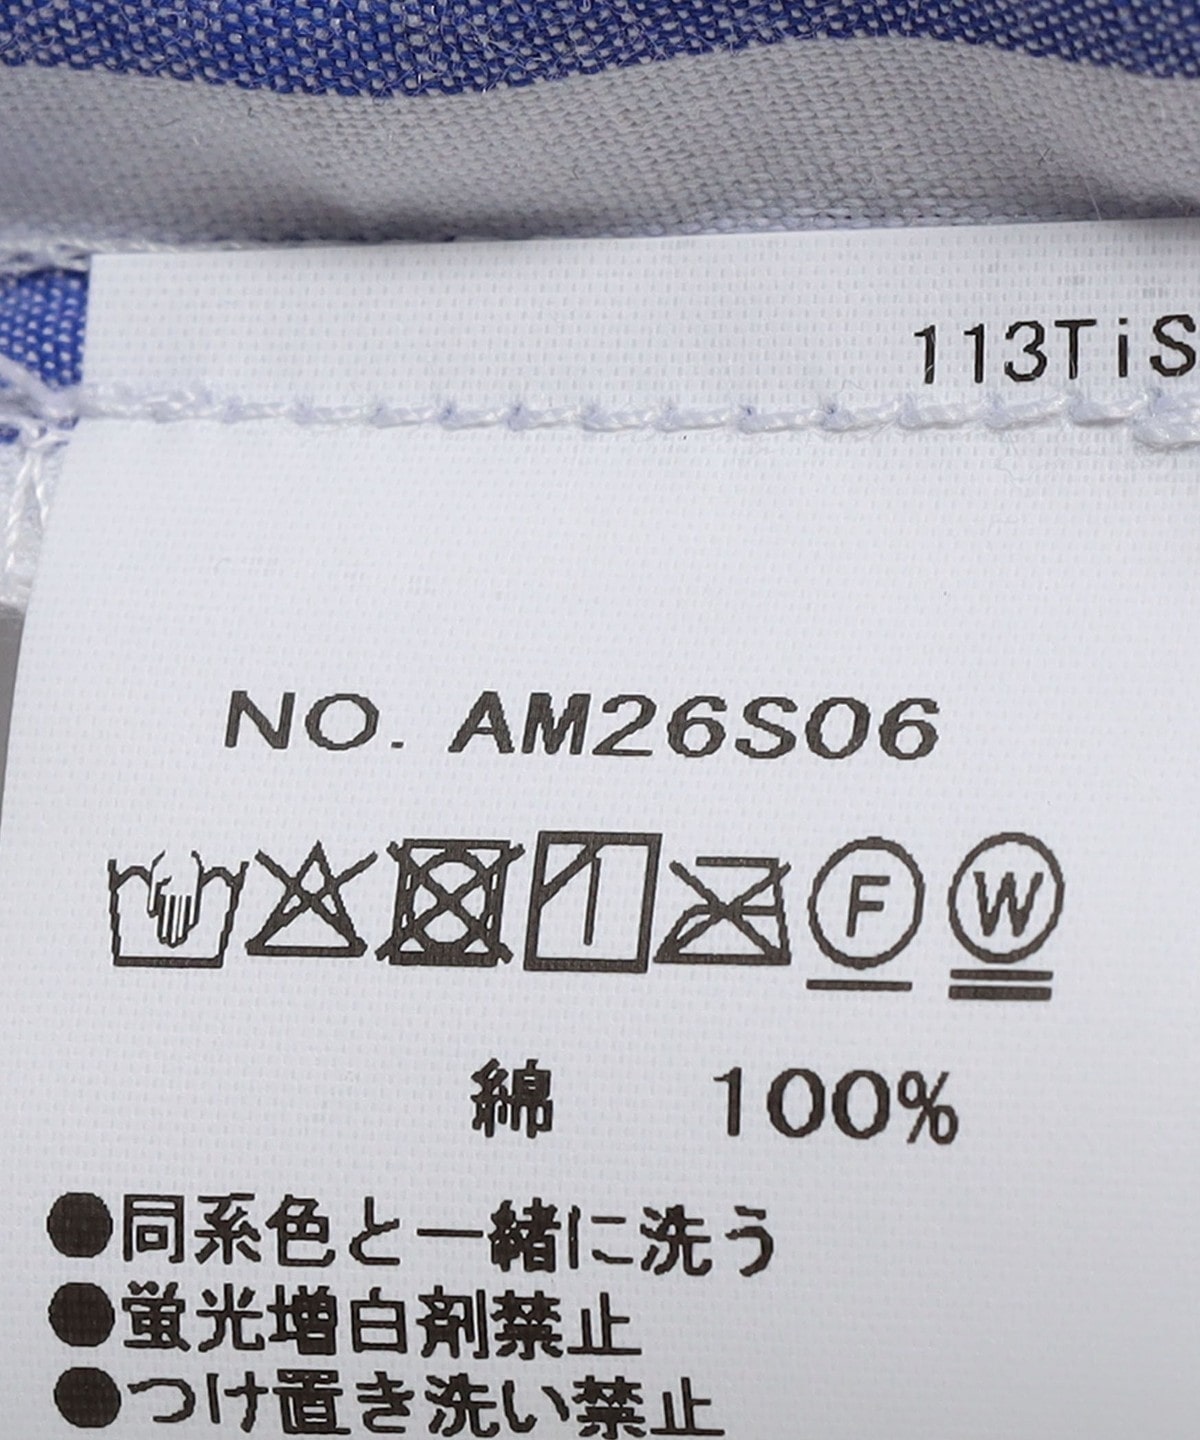 113TiS
NO. AM26S06
F W
綿 100%
●同系色と一緒に洗う
●蛍光増白剤禁止
●つけ置き洗い禁止